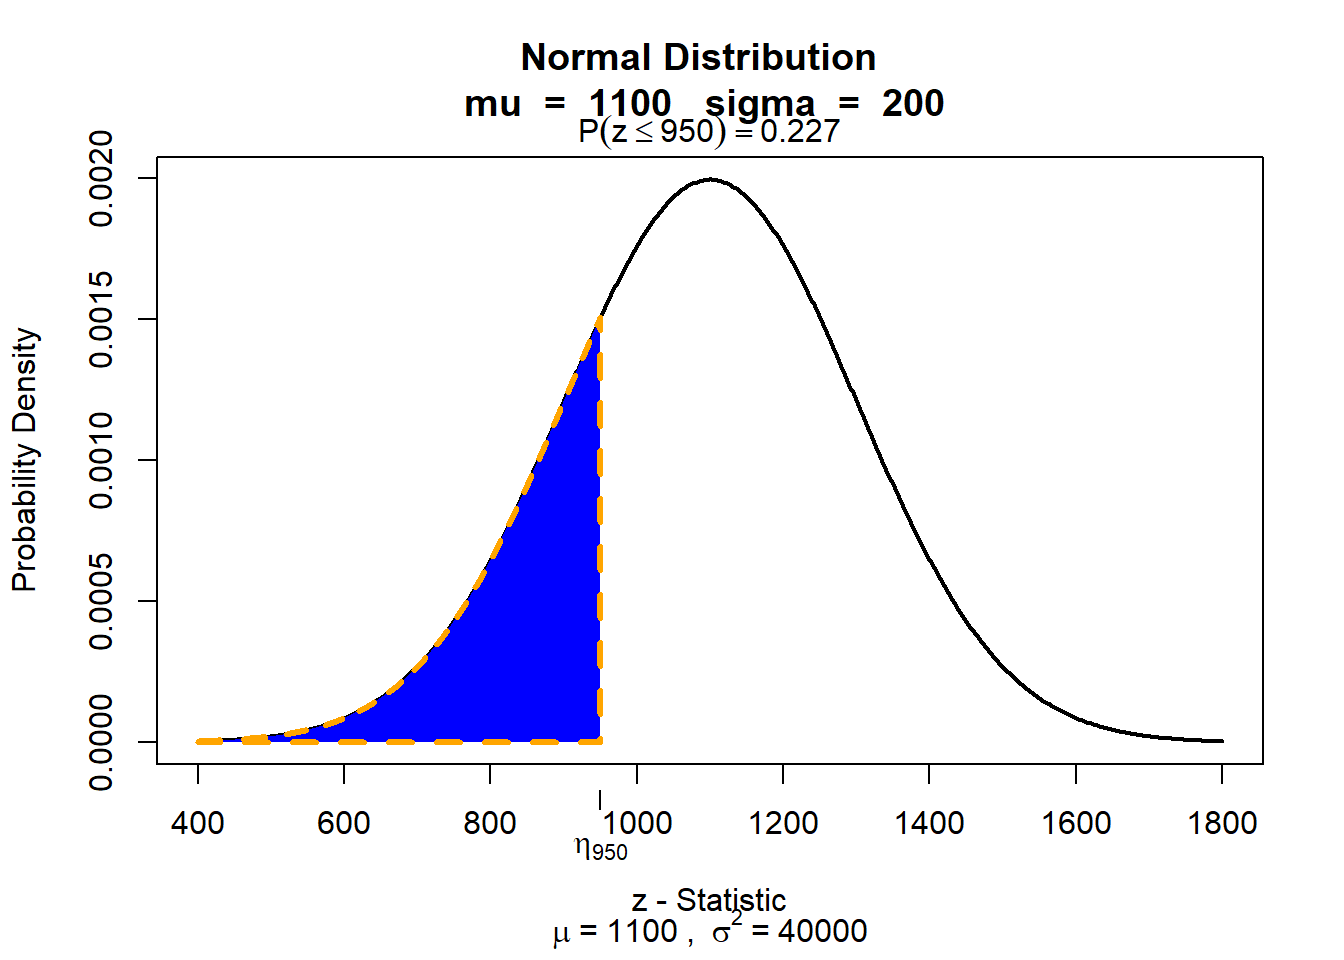 Normal Distribution
mu = 1100 sigma = 200
P(z ≤ 950) = 0.227
Probability Density
0.0020
0.0015
0.0010
0.0005
0.0000
400 600 800 1000 1200 1400 1600 1800
η950
z - Statistic
μ = 1100 , σ² = 40000